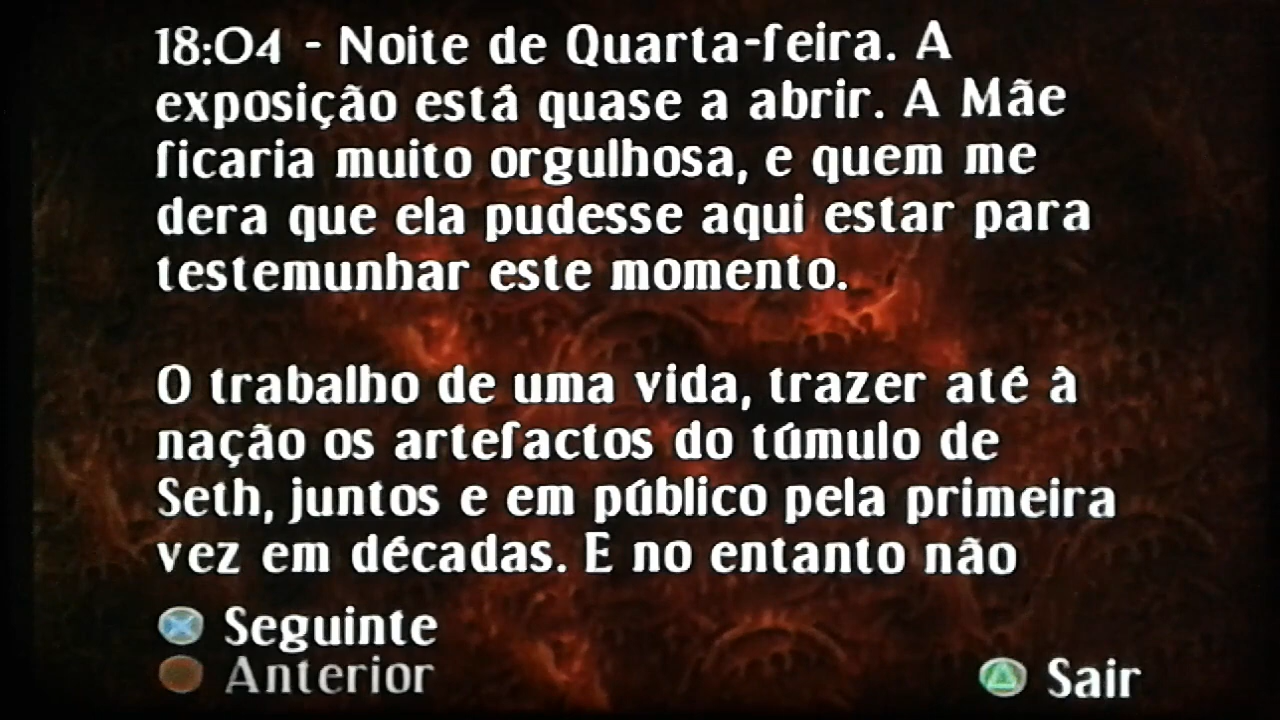 18:04 - Noite de Quarta-feira. A
exposição está quase a abrir. A Mãe
ficaria muito orgulhosa, e quem me
dera que ela pudesse aqui estar para
testemunhar este momento.
O trabalho de uma vida, trazer até à
nação os artefactos do túmulo de
Seth, juntos e em público pela primeira
vez em décadas. E no entanto não
Seguinte
Anterior
Sair